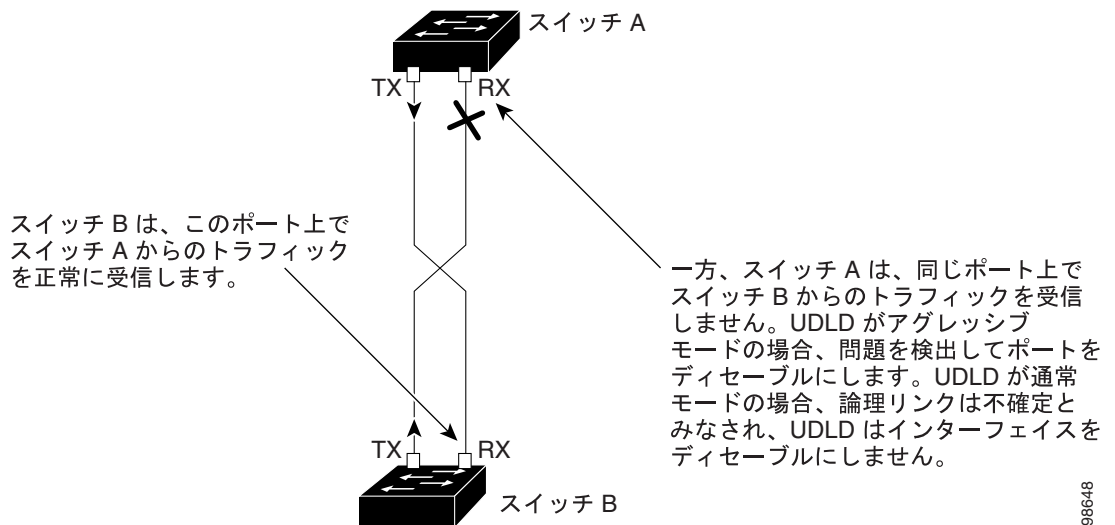 スイッチ A
TX
RX
スイッチ B は、このポート上で
スイッチ A からのトラフィック
を正常に受信します。
一方、スイッチ A は、同じポート上で
スイッチ B からのトラフィックを受信
しません。UDLD がアグレッシブ
モードの場合、問題を検出してポートを
ディセーブルにします。UDLD が通常
モードの場合、論理リンクは不確定と
みなされ、UDLD はインターフェイスを
ディセーブルにしません。
TX
RX
スイッチ B
98648